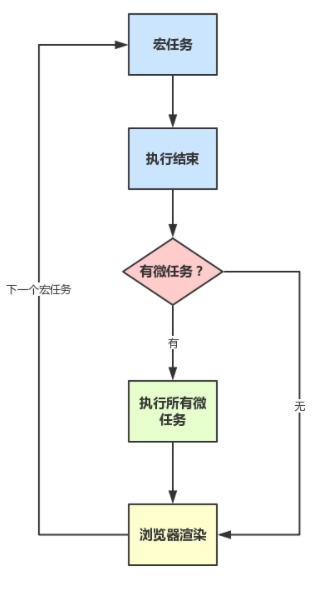 宏任务
执行结束
有微任务？
下一个宏任务
有
执行所有微
任务
无
浏览器渲染